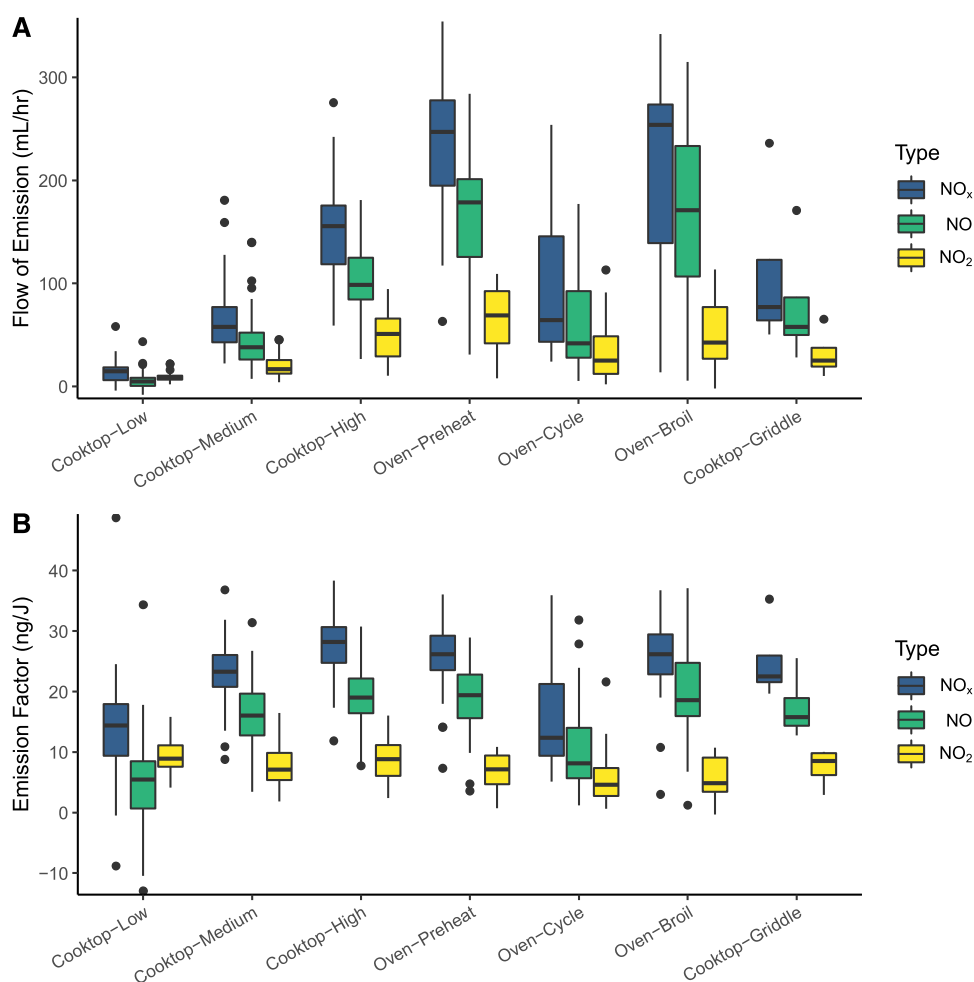 A
Flow of Emission (mL/hr)
300
200
100
0
Cooktop−Low
Cooktop−Medium
Cooktop−High
Oven−Preheat
Oven−Cycle
Oven−Broil
Cooktop−Griddle
Type
NOx
NO
NO2
B
Emission Factor (ng/J)
40
30
20
10
0
−10
Cooktop−Low
Cooktop−Medium
Cooktop−High
Oven−Preheat
Oven−Cycle
Oven−Broil
Cooktop−Griddle
Type
NOx
NO
NO2